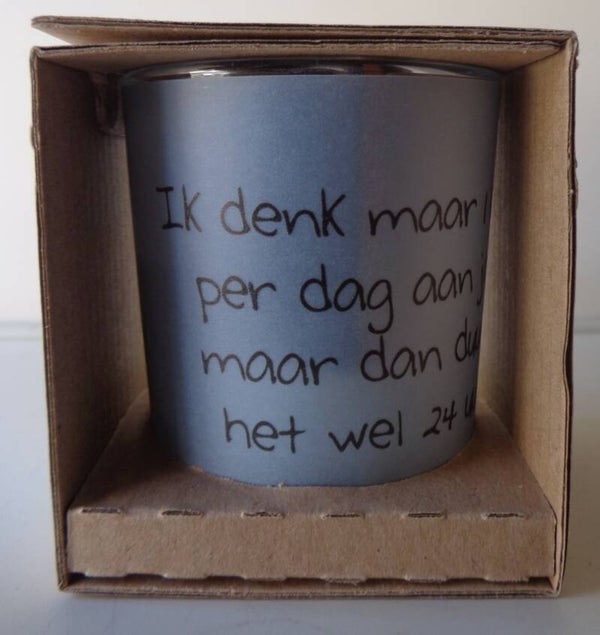 Ik denk maar
per dag aan
maar dan
het wel 24